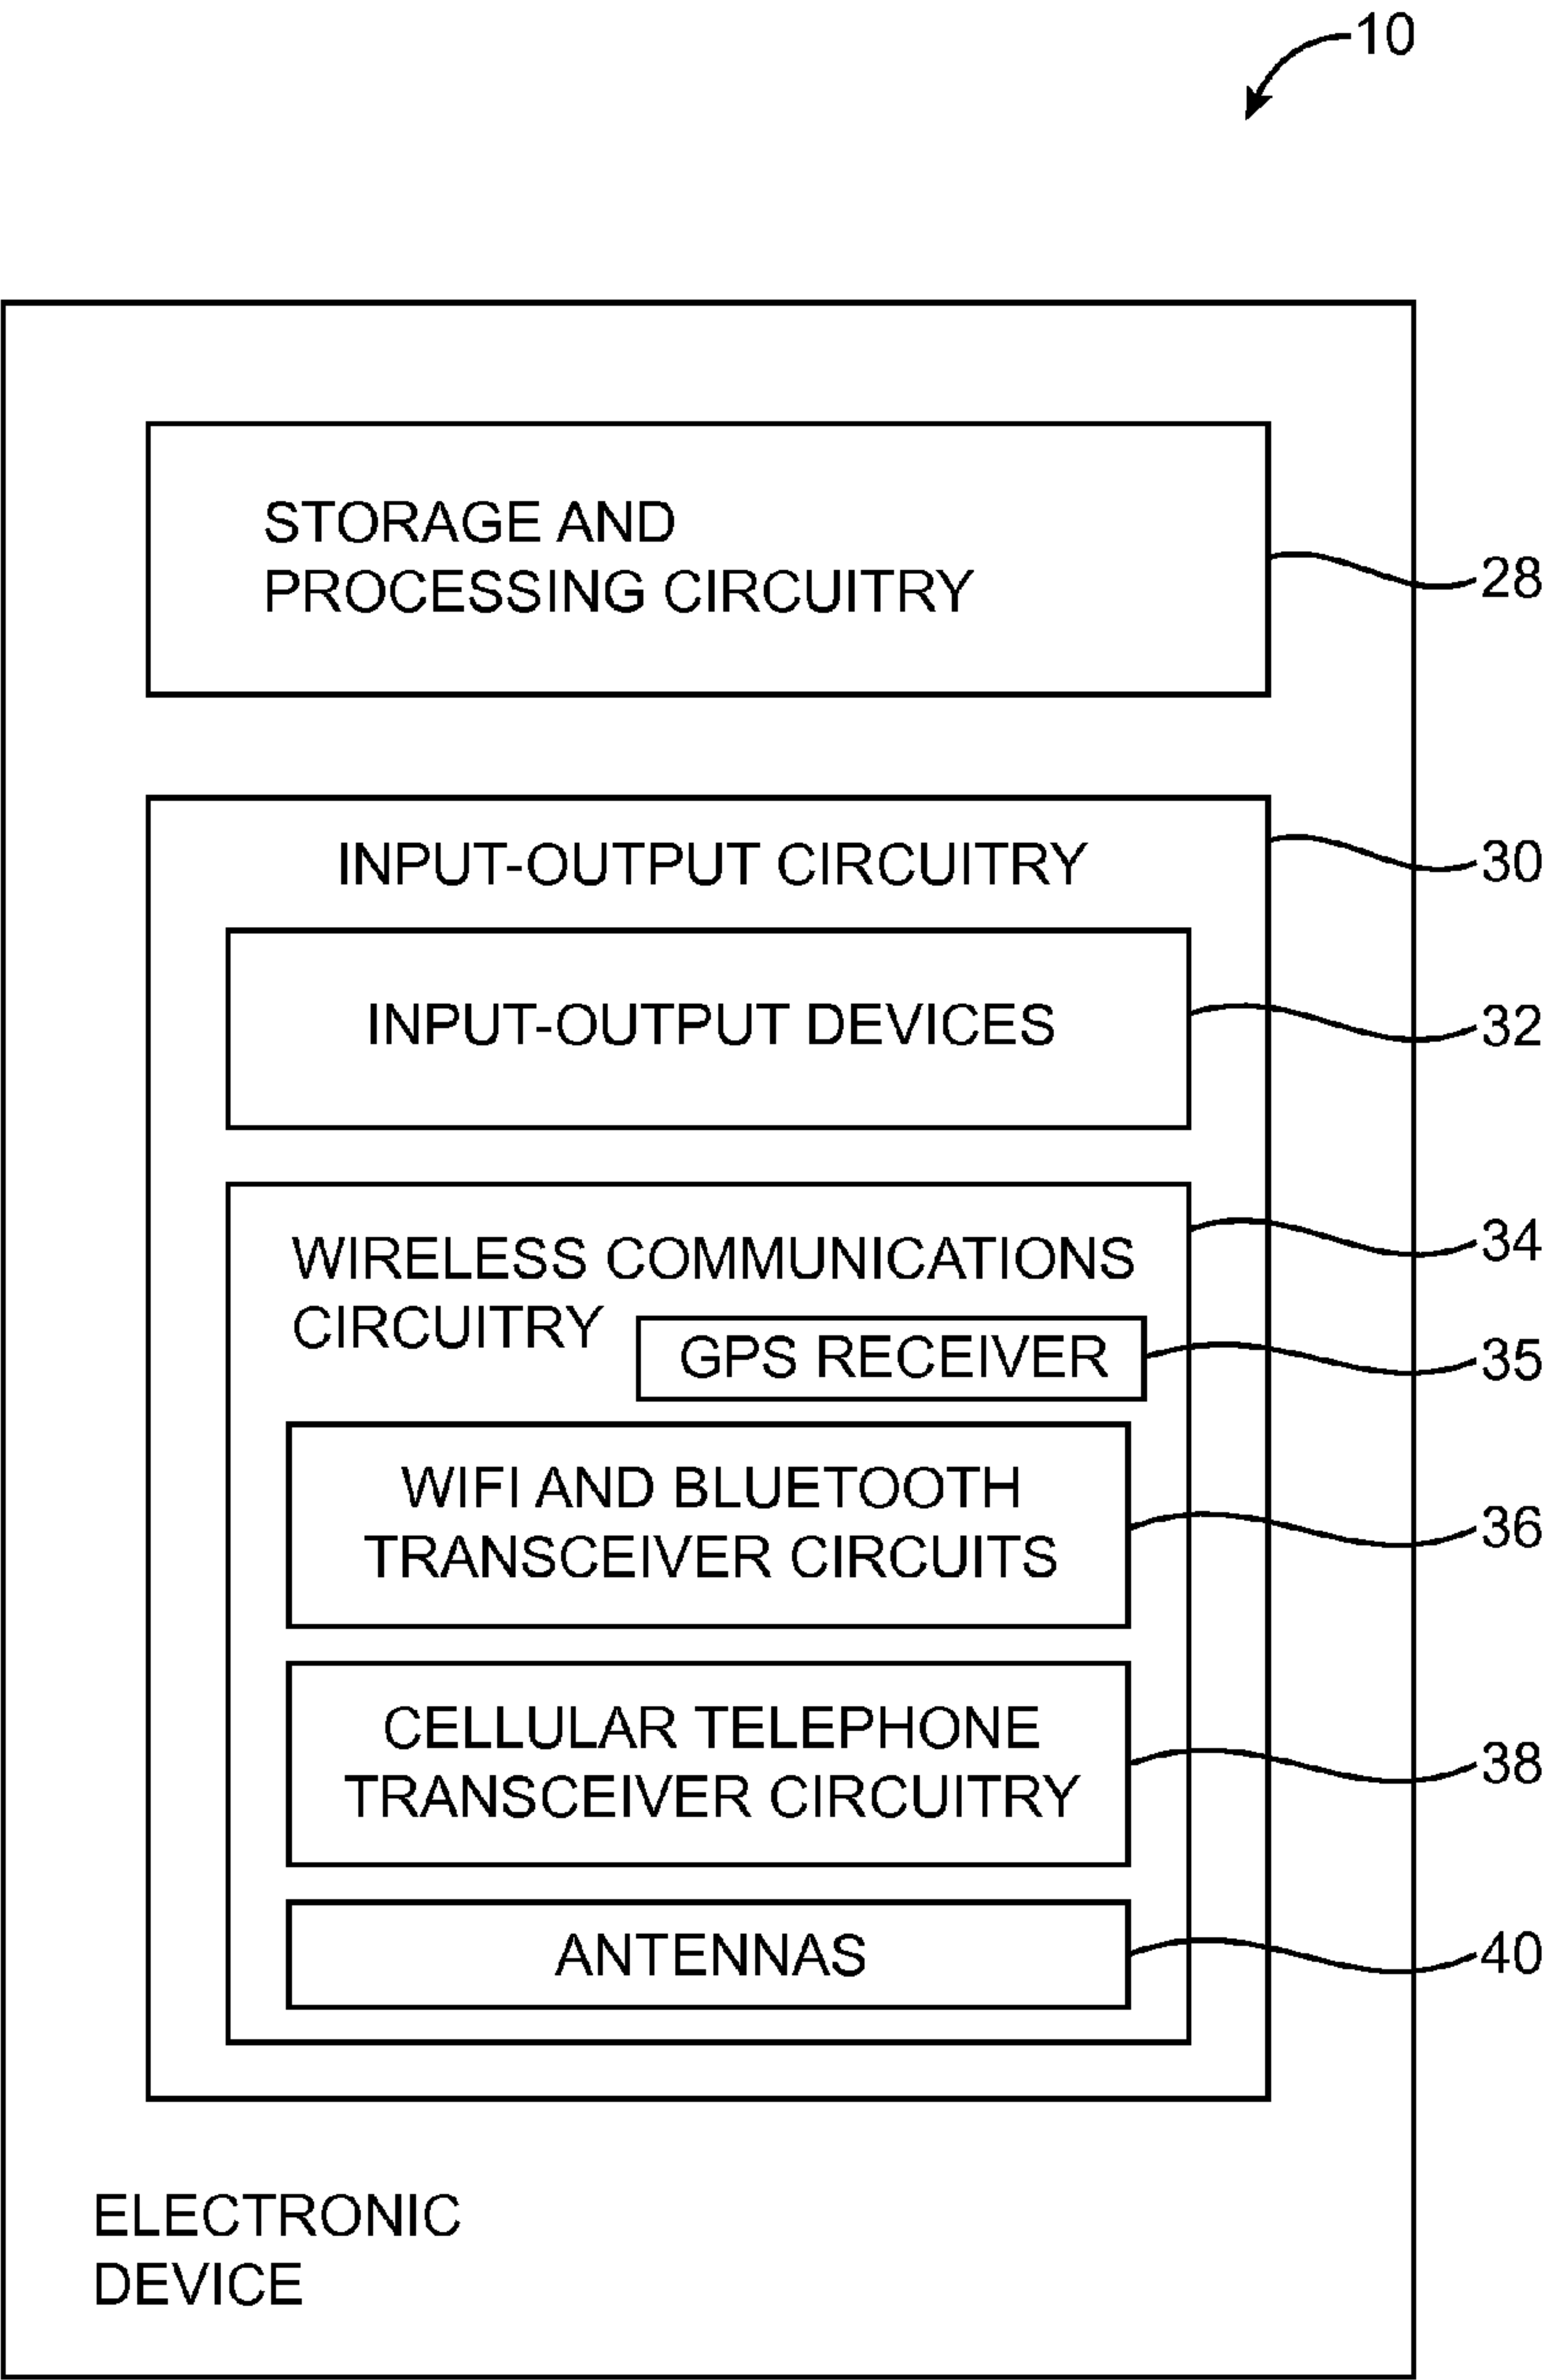 10
STORAGE AND
PROCESSING CIRCUITRY
28
INPUT-OUTPUT CIRCUITRY
30
INPUT-OUTPUT DEVICES
32
WIRELESS COMMUNICATIONS
CIRCUITRY
34
GPS RECEIVER
35
WIFI AND BLUETOOTH
TRANSCEIVER CIRCUITS
36
CELLULAR TELEPHONE
TRANSCEIVER CIRCUITRY
38
ANTENNAS
40
ELECTRONIC
DEVICE